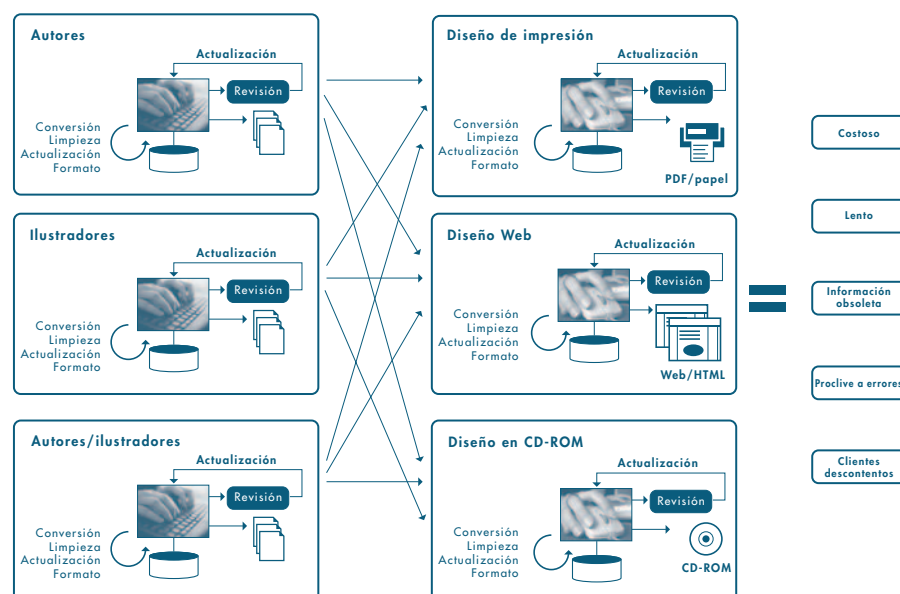 Autores
Actualización
Revisión
Conversión
Limpieza
Actualización
Formato
Ilustradores
Actualización
Revisión
Conversión
Limpieza
Actualización
Formato
Autores/ilustradores
Actualización
Revisión
Conversión
Limpieza
Actualización
Formato
Diseño de impresión
Actualización
Revisión
Conversión
Limpieza
Actualización
Formato
PDF/papel
Diseño Web
Actualización
Revisión
Conversión
Limpieza
Actualización
Formato
Web/HTML
Diseño en CD-ROM
Actualización
Revisión
Conversión
Limpieza
Actualización
Formato
CD-ROM
Costoso
Lento
Información
obsoleta
Proclive a errores
Clientes
descontentos